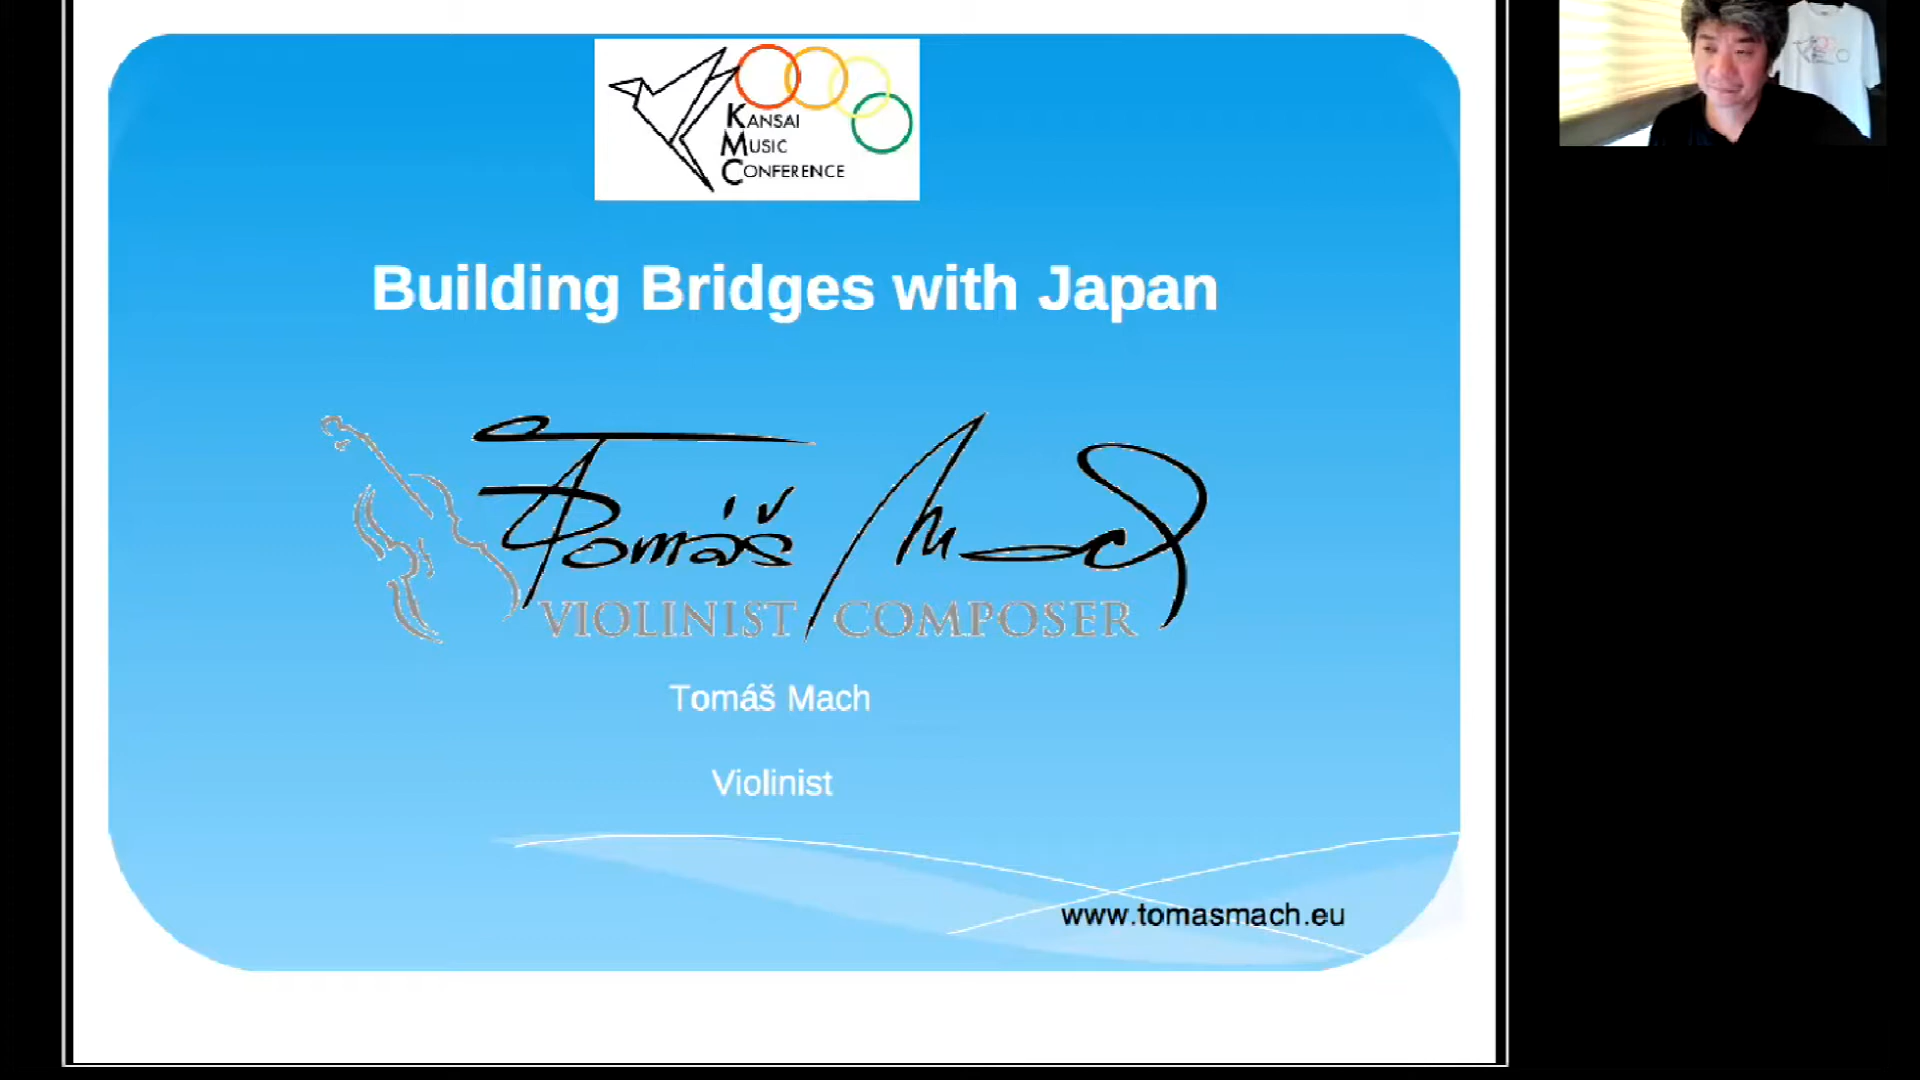 KANSAI
MUSIC
CONFERENCE
Building Bridges with Japan
Tomáš Mach
VIOLINIST COMPOSER
Tomáš Mach
Violinist
www.tomasmach.eu